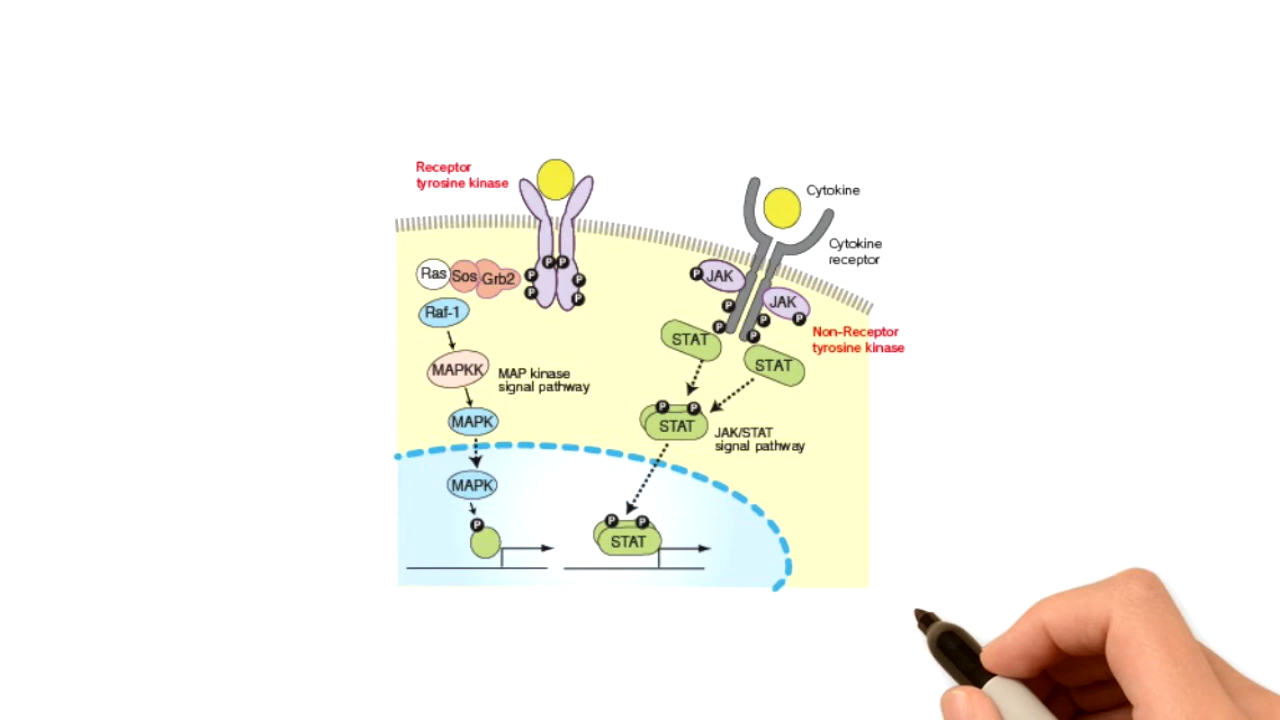 Receptor
tyrosine kinase
Cytokine
Cytokine
receptor
Ras
Sos
Grb2
P
P
P
P
P
P
P
JAK
JAK
P
P
P
P
P
Raf-1
Non-Receptor
tyrosine kinase
STAT
STAT
MAPKK
MAP kinase
signal pathway
P
P
MAPK
STAT
JAK/STAT
signal pathway
MAPK
P
P
P
STAT